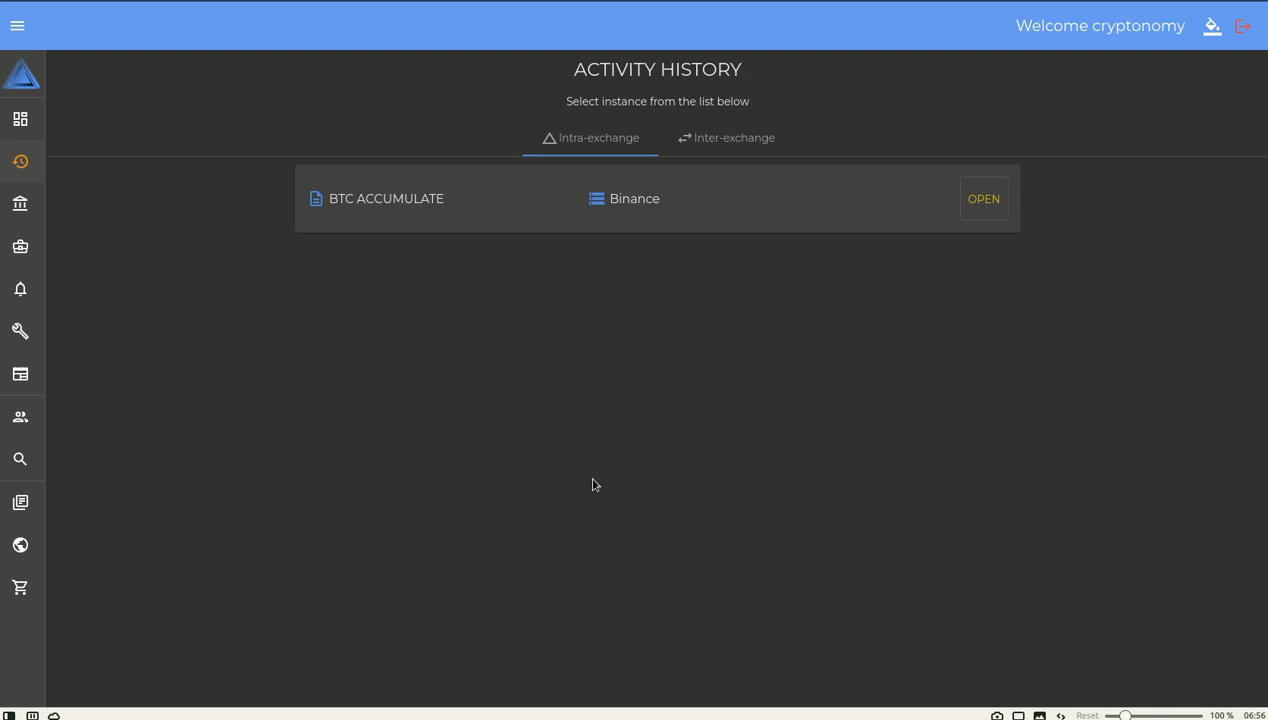 Welcome cryptonomy
ACTIVITY HISTORY
Select instance from the list below
Intra-exchange
Inter-exchange
BTC ACCUMULATE
Binance
OPEN
Reset
100 %
06:56